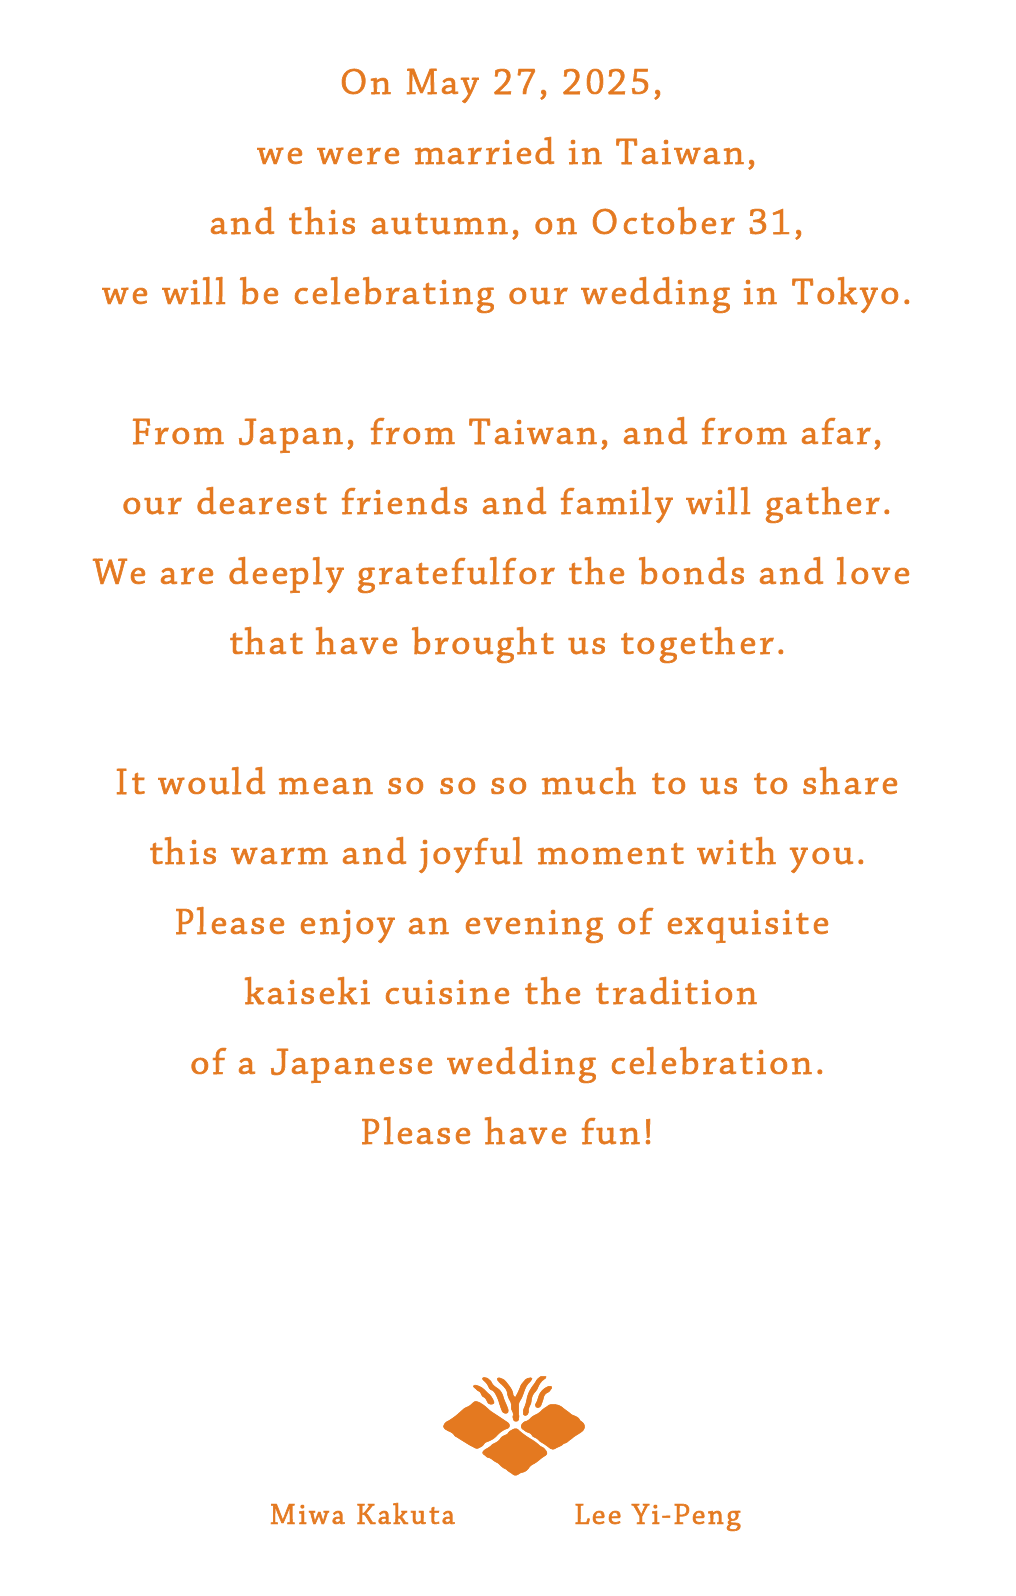 On May 27, 2025,
we were married in Taiwan,
and this autumn, on October 31,
we will be celebrating our wedding in Tokyo.
From Japan, from Taiwan, and from afar,
our dearest friends and family will gather.
We are deeply gratefulfor the bonds and love
that have brought us together.
It would mean so so so much to us to share
this warm and joyful moment with you.
Please enjoy an evening of exquisite
kaiseki cuisine the tradition
of a Japanese wedding celebration.
Please have fun!
Miwa Kakuta Lee Yi-Peng